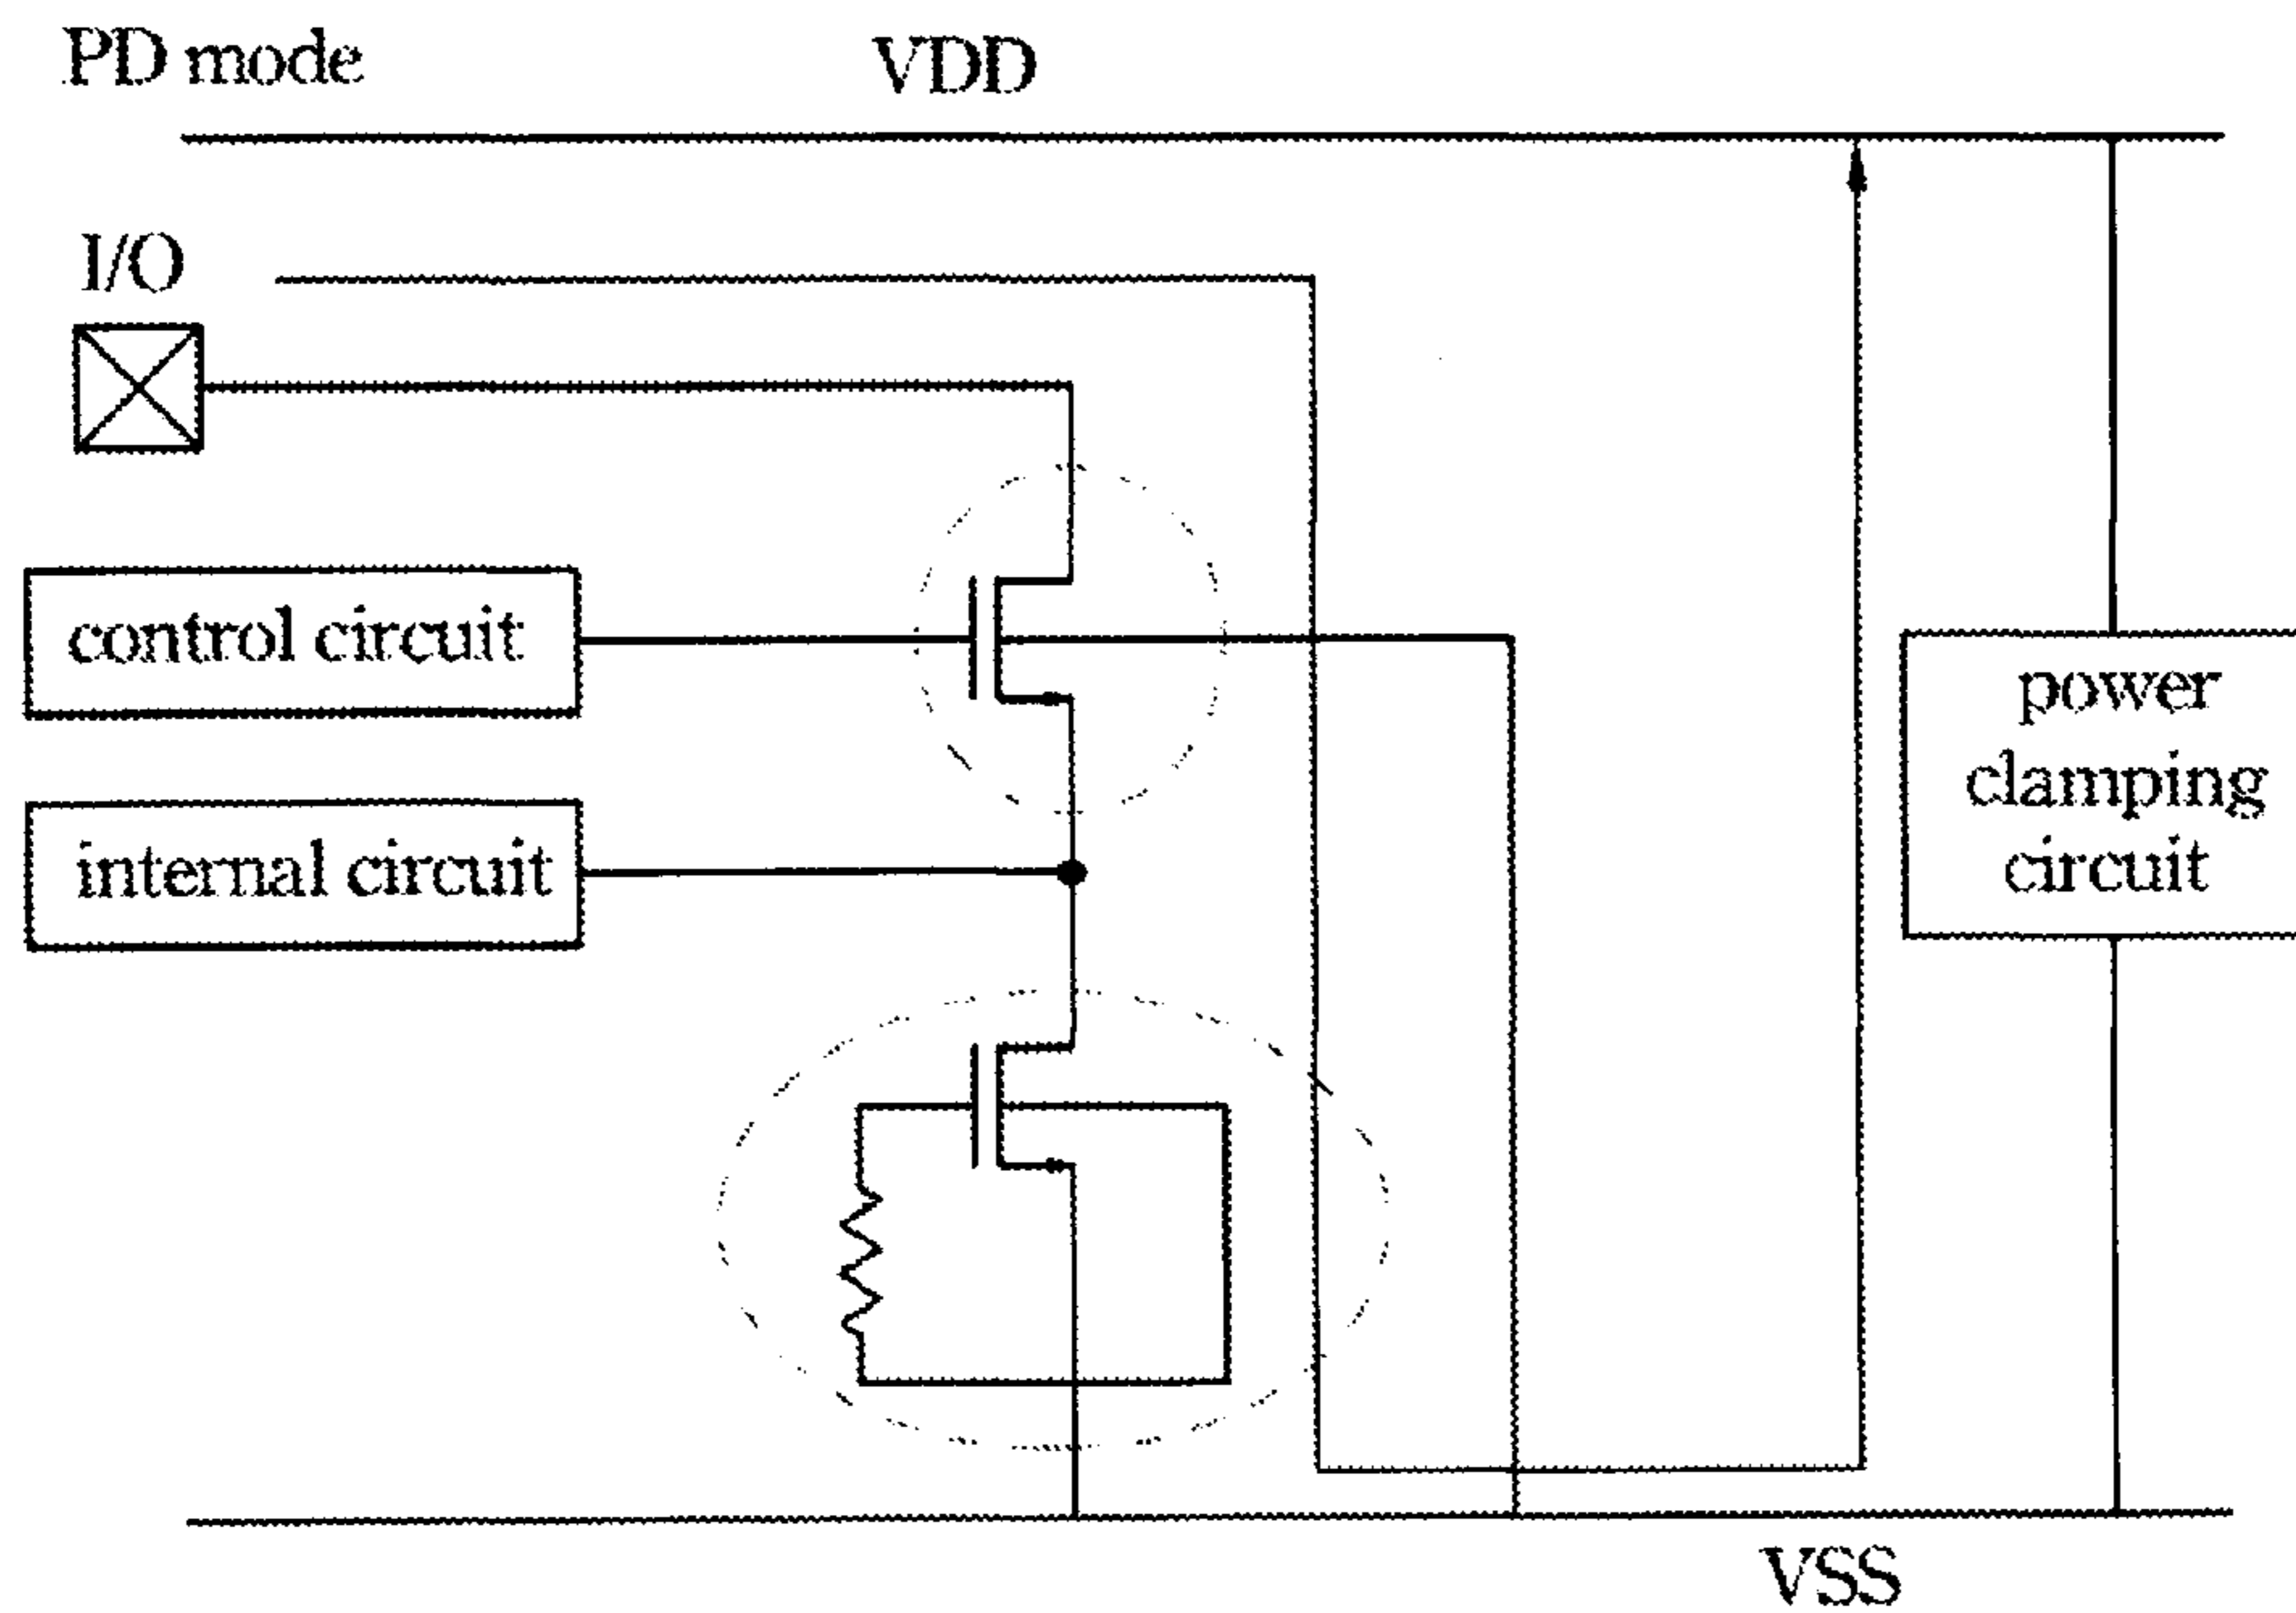 PD mode
VDD
I/O
control circuit
internal circuit
power
clamping
circuit
VSS